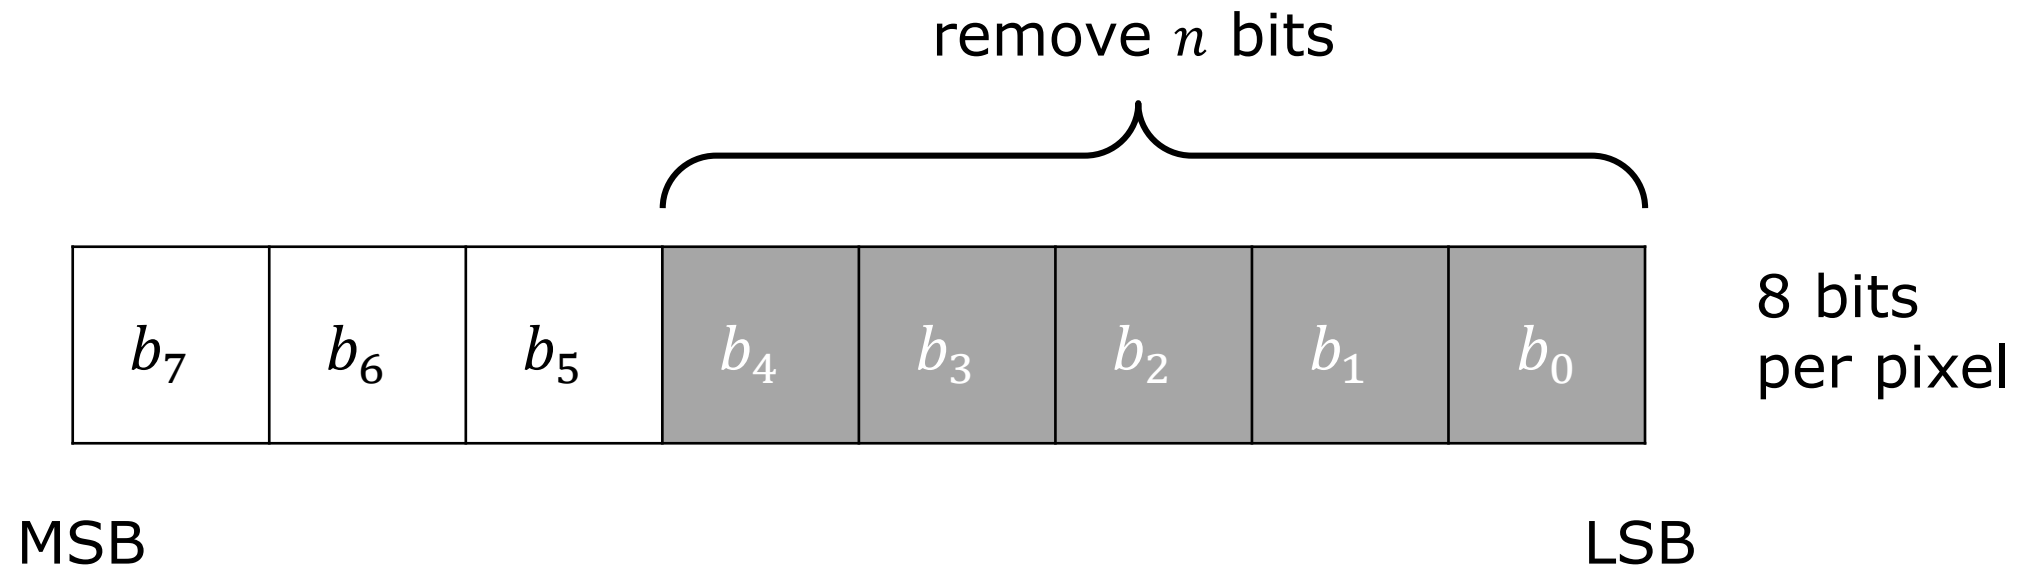 remove n bits
b₇ b₆ b₅ b₄ b₃ b₂ b₁ b₀
8 bits
per pixel
MSB LSB